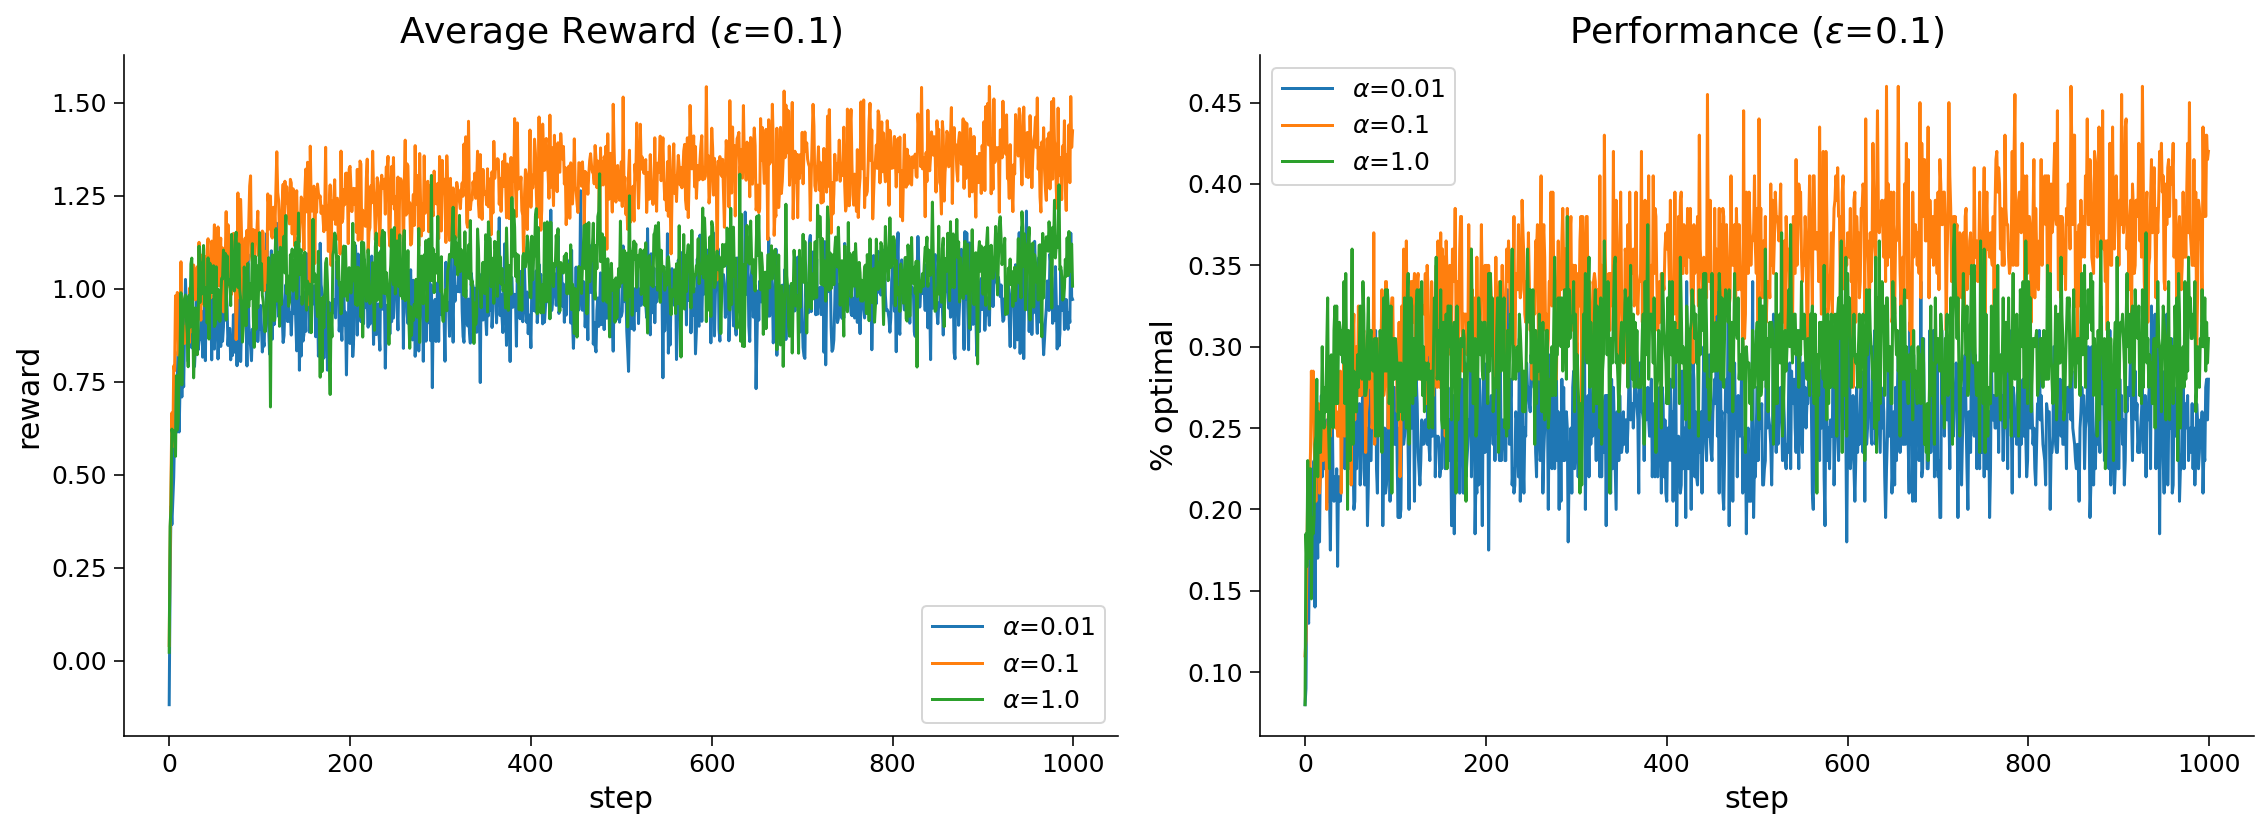 Average Reward (ε=0.1)
reward
1.50
1.25
1.00
0.75
0.50
0.25
0.00
0 200 400 600 800 1000
step
α=0.01
α=0.1
α=1.0
Performance (ε=0.1)
% optimal
0.45
0.40
0.35
0.30
0.25
0.20
0.15
0.10
0 200 400 600 800 1000
step
α=0.01
α=0.1
α=1.0